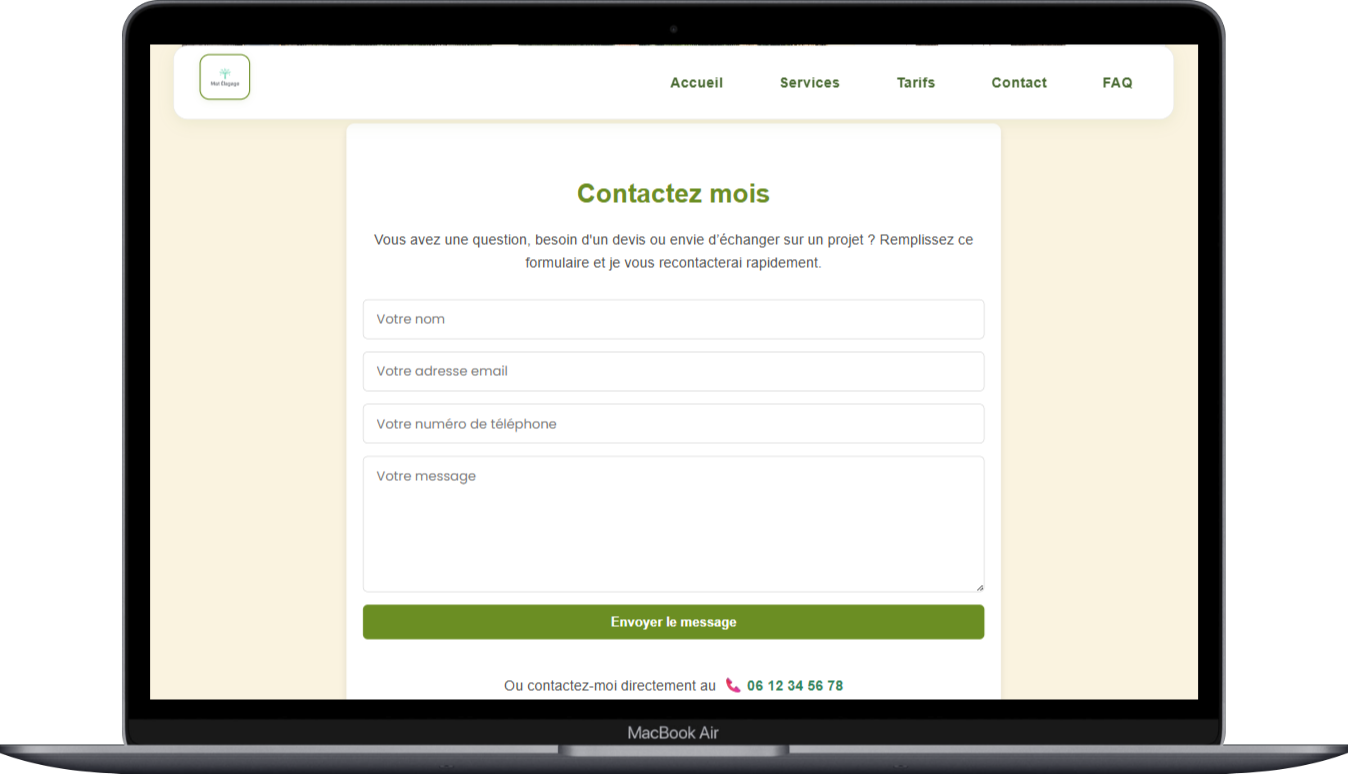 Mat Élagage
Accueil Services Tarifs Contact FAQ
Contactez mois
Vous avez une question, besoin d'un devis ou envie d’échanger sur un projet ? Remplissez ce
formulaire et je vous recontacterai rapidement.
Votre nom
Votre adresse email
Votre numéro de téléphone
Votre message
Envoyer le message
Ou contactez-moi directement au 06 12 34 56 78
MacBook Air